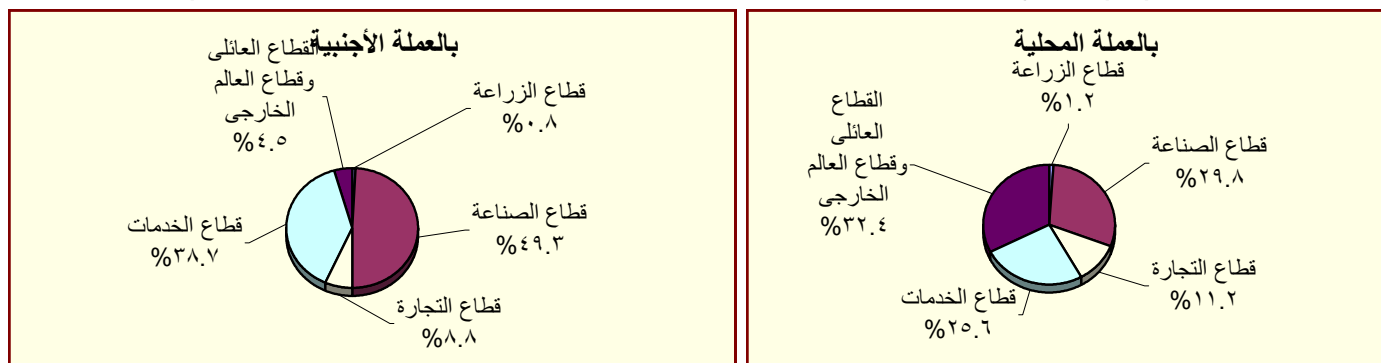 بالعملة المحلية
قطاع الزراعة
%١.٢
قطاع الصناعة
%٢٩.٨
قطاع التجارة
%١١.٢
قطاع الخدمات
%٢٥.٦
القطاع
العائلى
وقطاع العالم
الخارجى
%٣٢.٤
بالعملة الأجنبية
القطاع العائلى
وقطاع العالم
الخارجى
%٤.٥
قطاع الزراعة
%٠.٨
قطاع الصناعة
%٤٩.٣
قطاع التجارة
%٨.٨
قطاع الخدمات
%٣٨.٧